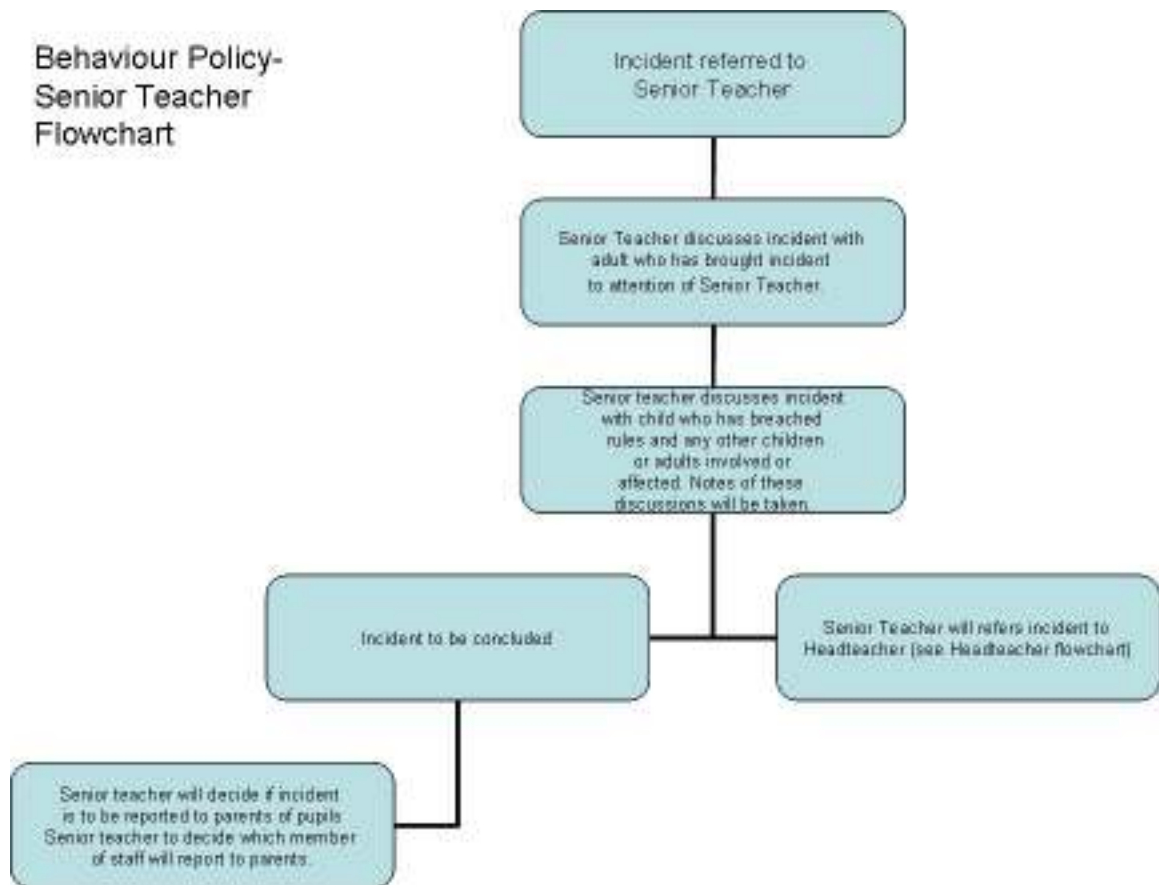 Behaviour Policy-
Senior Teacher
Flowchart
Incident referred to
Senior Teacher
Senior Teacher discusses incident with
adult who has brought incident
to attention of Senior Teacher.
Senior teacher discusses incident
with child who has breached
rules and any other children
or adults involved or
affected. Notes of these
discussions will be taken.
Incident to be concluded
Senior Teacher will refers incident to
Headteacher (see Headteacher flowchart)
Senior teacher will decide if incident
is to be reported to parents of pupils
Senior teacher to decide which member
of staff will report to parents.